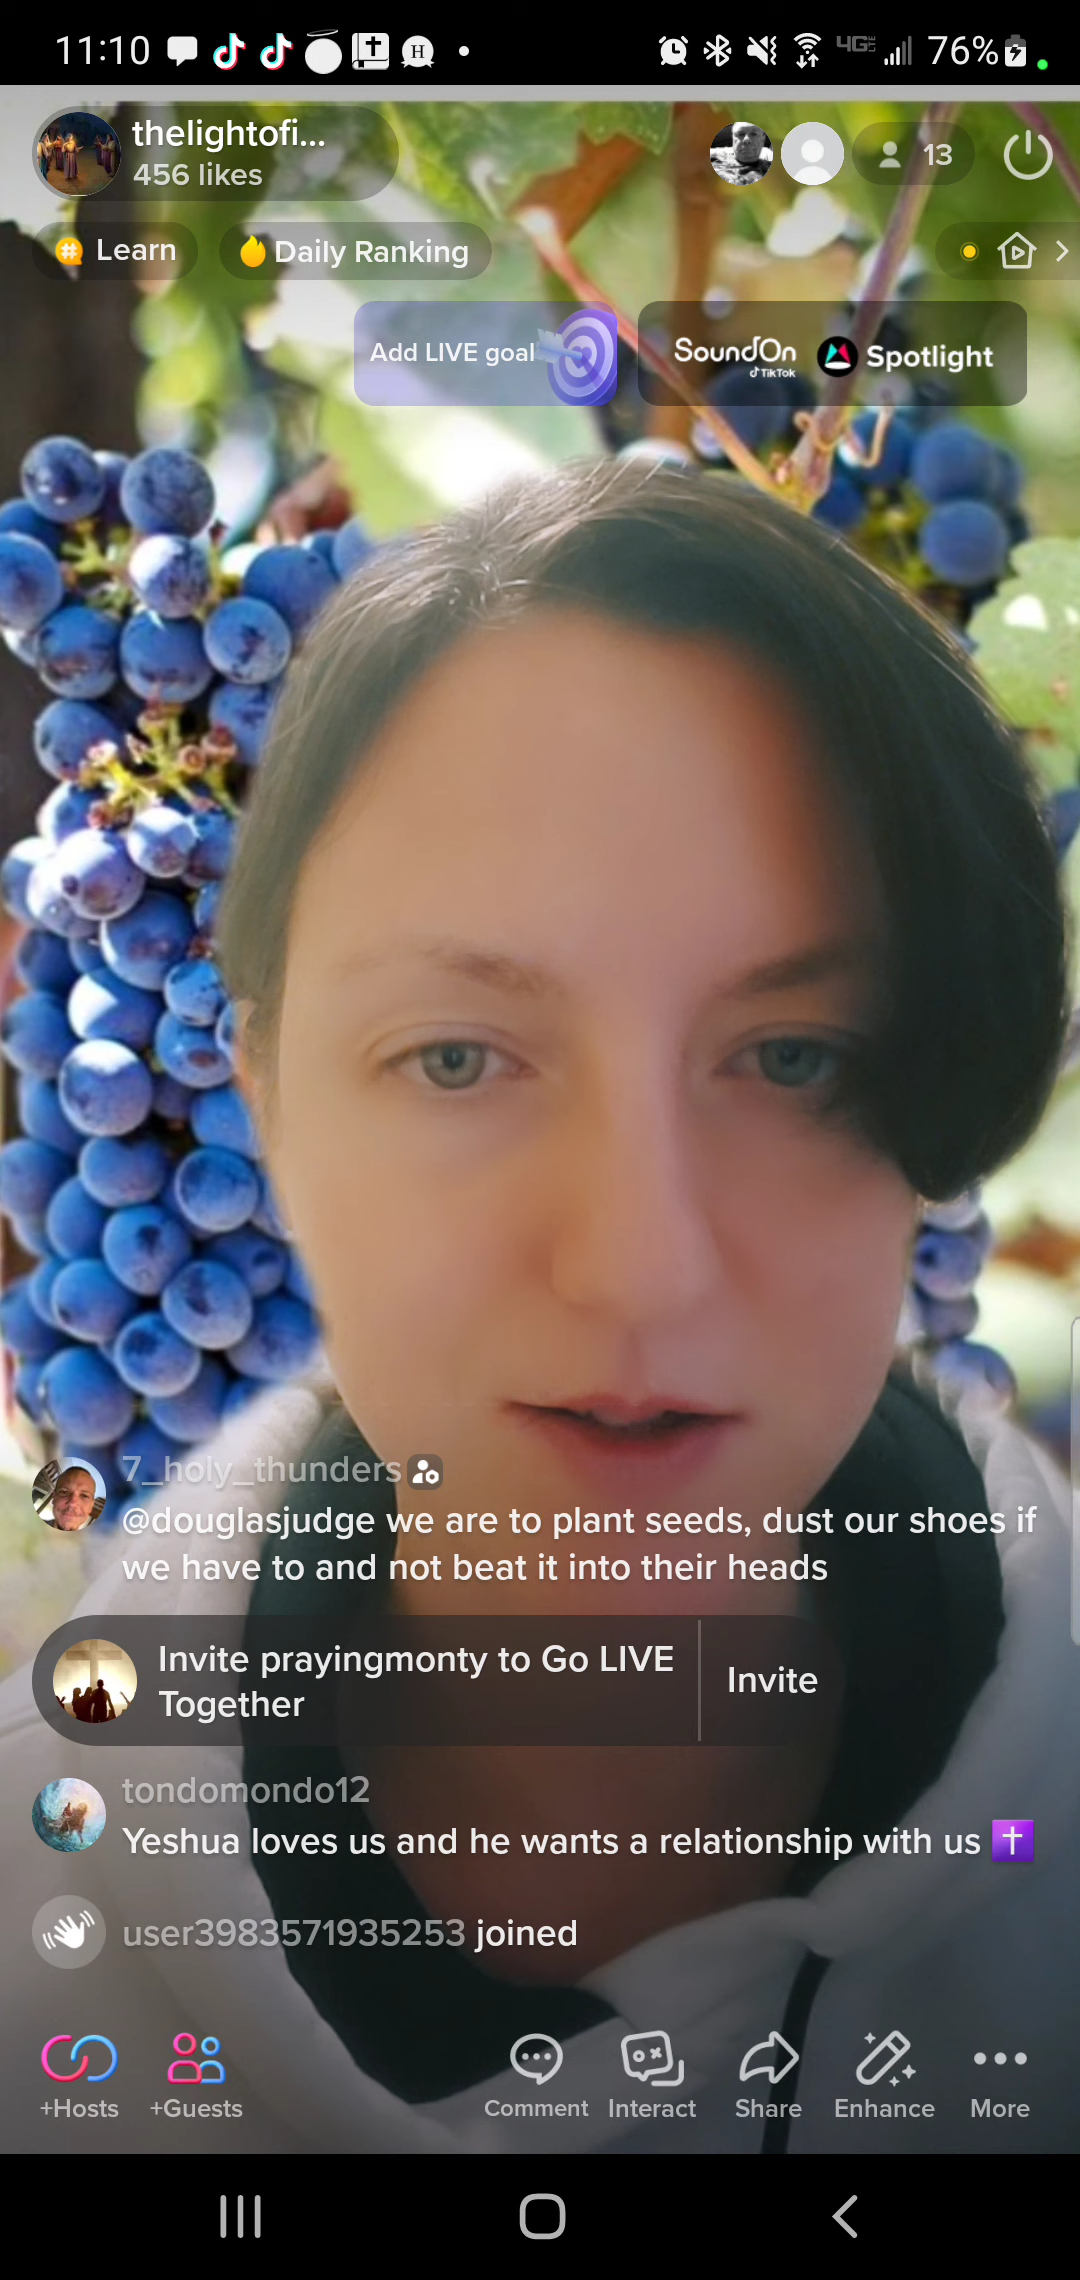 11:10
H
4G LTE
76%
thelightofi...
456 likes
13
Learn
Daily Ranking
Add LIVE goal
SoundOn
TikTok
Spotlight
7_holy_thunders
@douglasjudge we are to plant seeds, dust our shoes if
we have to and not beat it into their heads
Invite prayingmonty to Go LIVE
Together
Invite
tondomondo12
Yeshua loves us and he wants a relationship with us ✝️
user3983571935253 joined
+Hosts
+Guests
Comment
Interact
Share
Enhance
More